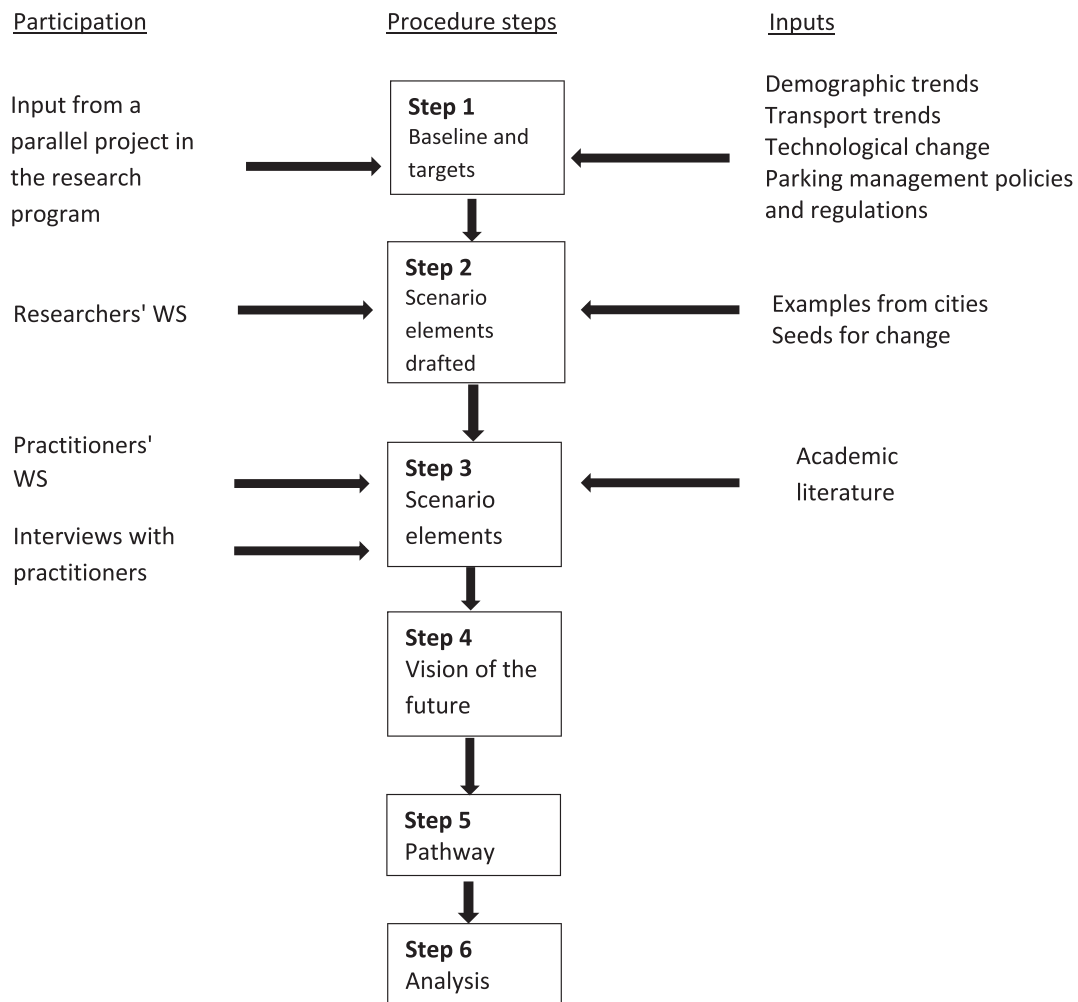 Participation
Procedure steps
Inputs
Input from a
parallel project in
the research
program
Step 1
Baseline and
targets
Demographic trends
Transport trends
Technological change
Parking management policies
and regulations
Researchers' WS
Step 2
Scenario
elements
drafted
Examples from cities
Seeds for change
Practitioners'
WS
Interviews with
practitioners
Step 3
Scenario
elements
Academic
literature
Step 4
Vision of the
future
Step 5
Pathway
Step 6
Analysis